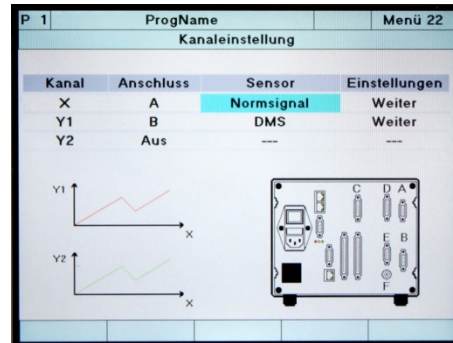 P 1 ProgName Menü 22
Kanaleinstellung
Kanal Anschluss Sensor Einstellungen
X A Normsignal Weiter
Y1 B DMS Weiter
Y2 Aus --- ---
Y1
X
Y2
X
C D A
E B
F